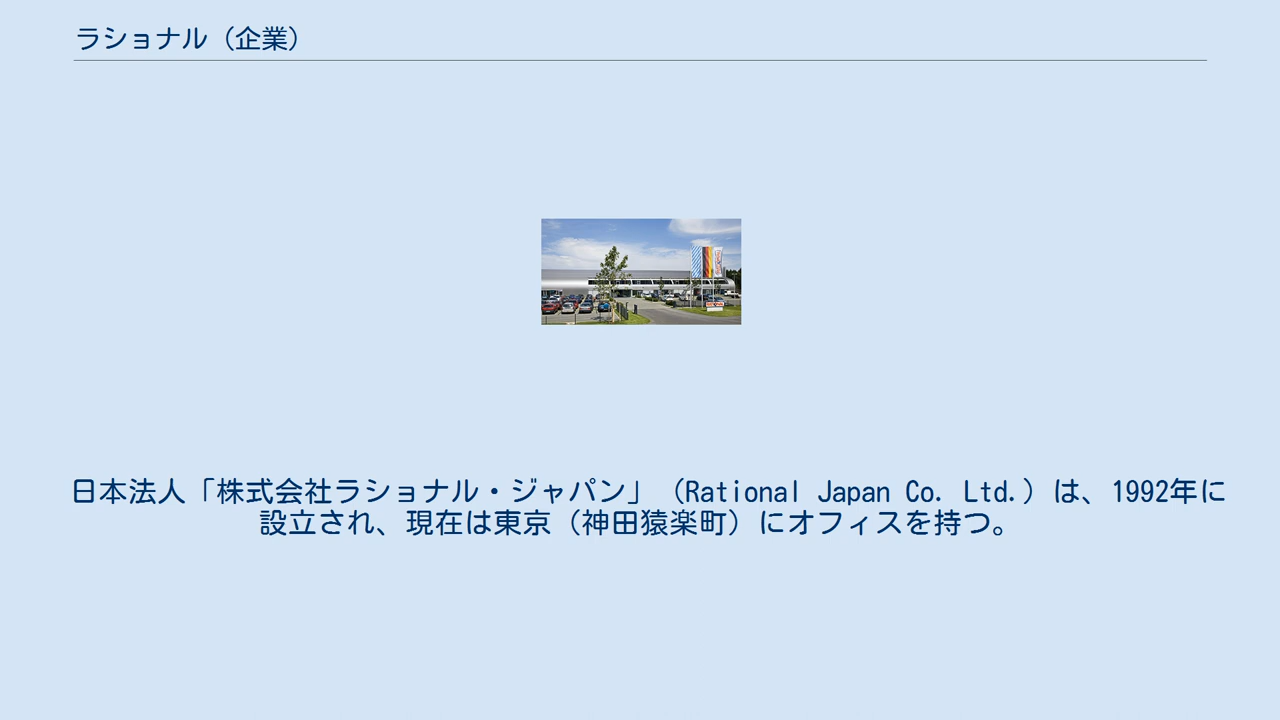 ラショナル（企業）
日本法人「株式会社ラショナル・ジャパン」（Rational Japan Co. Ltd.）は、1992年に
設立され、現在は東京（神田猿楽町）にオフィスを持つ。